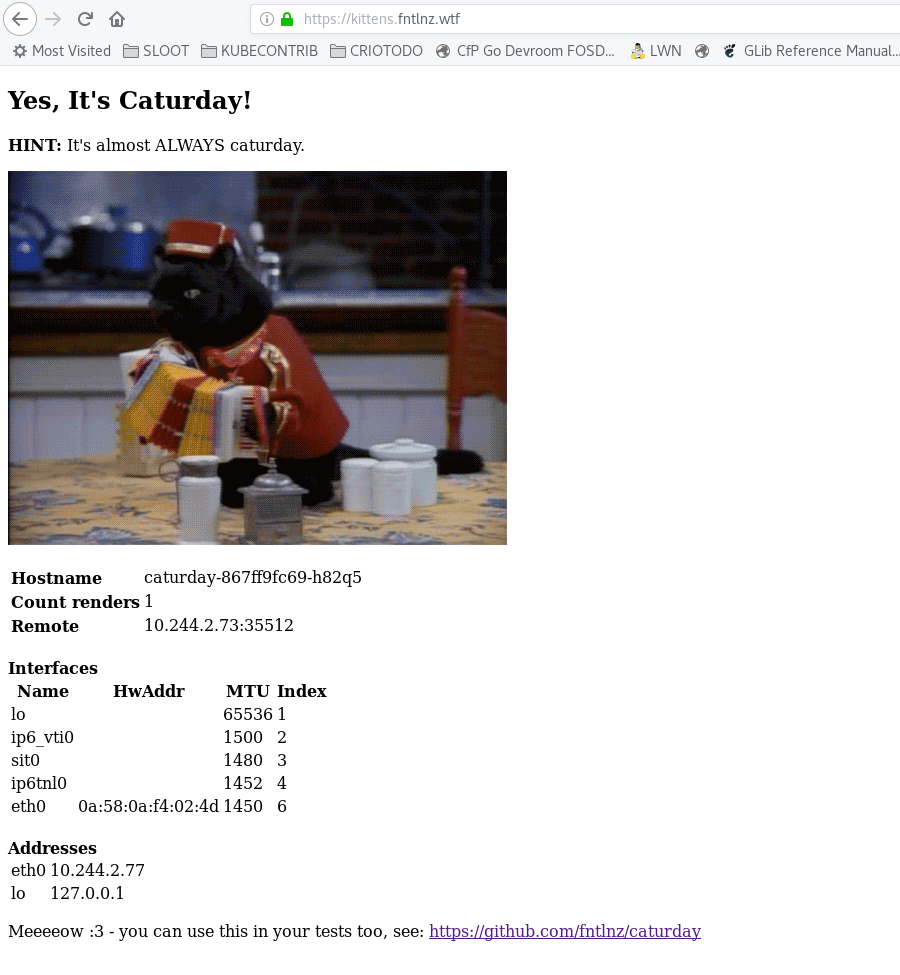 https://kittens.fntlnz.wtf
Most Visited SLOOT KUBECONTRIB CRIOTODO CfP Go Devroom FOSD... LWN GLib Reference Manual...
Yes, It's Caturday!
HINT: It's almost ALWAYS caturday.
Hostname caturday-867ff9fc69-h82q5
Count renders 1
Remote 10.244.2.73:35512
Interfaces
Name HwAddr MTU Index
lo 65536 1
ip6_vti0 1500 2
sit0 1480 3
ip6tnl0 1452 4
eth0 0a:58:0a:f4:02:4d 1450 6
Addresses
eth0 10.244.2.77
lo 127.0.0.1
Meeeeow :3 - you can use this in your tests too, see: https://github.com/fntlnz/caturday